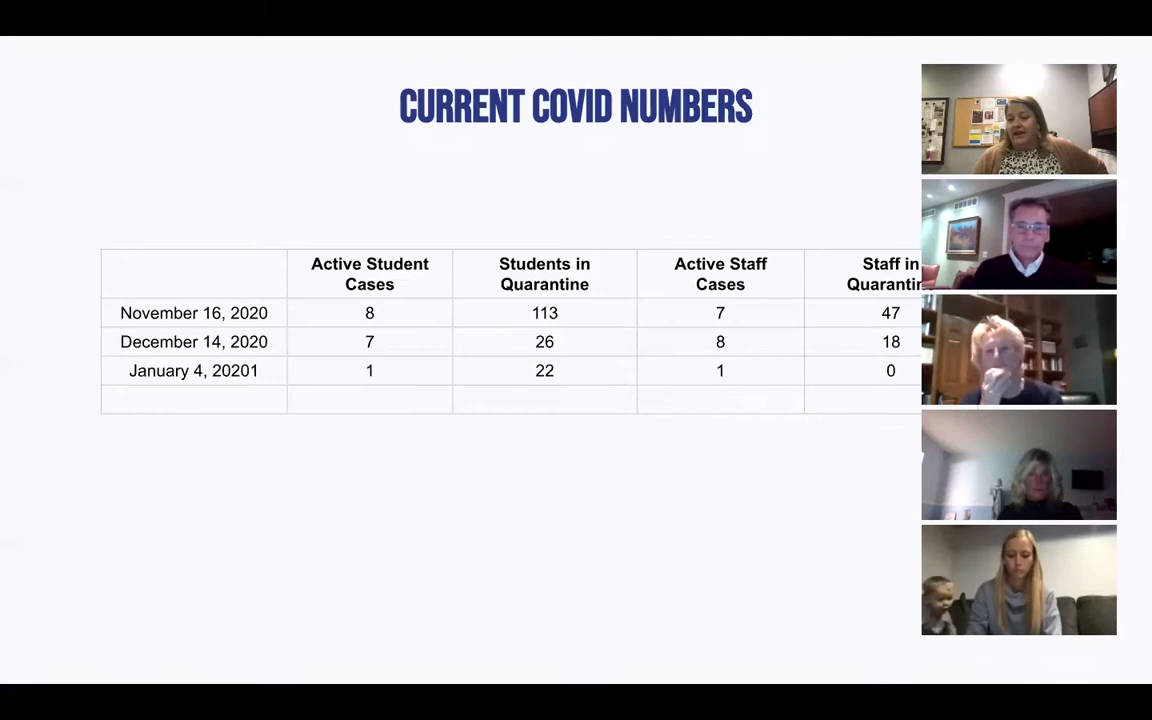 CURRENT COVID NUMBERS
Active Student Cases Students in Quarantine Active Staff Cases Staff in
November 16, 2020 8 113 7 47
December 14, 2020 7 26 8 18
January 4, 20201 1 22 1 0